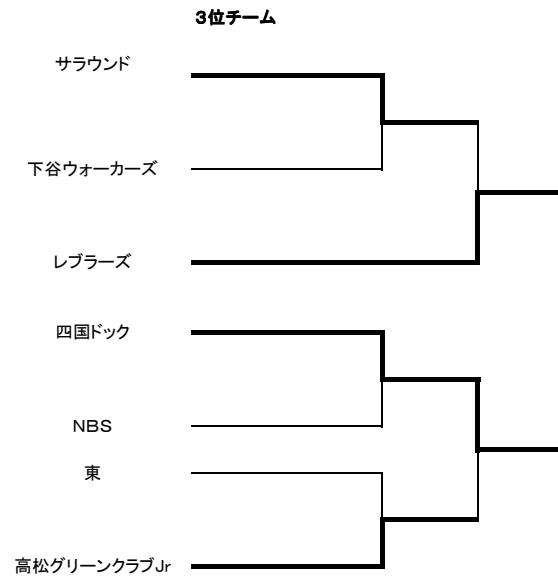 3位チーム
サラウンド
下谷ウォーカーズ
レブラーズ
四国ドック
NBS
東
高松グリーンクラブJr